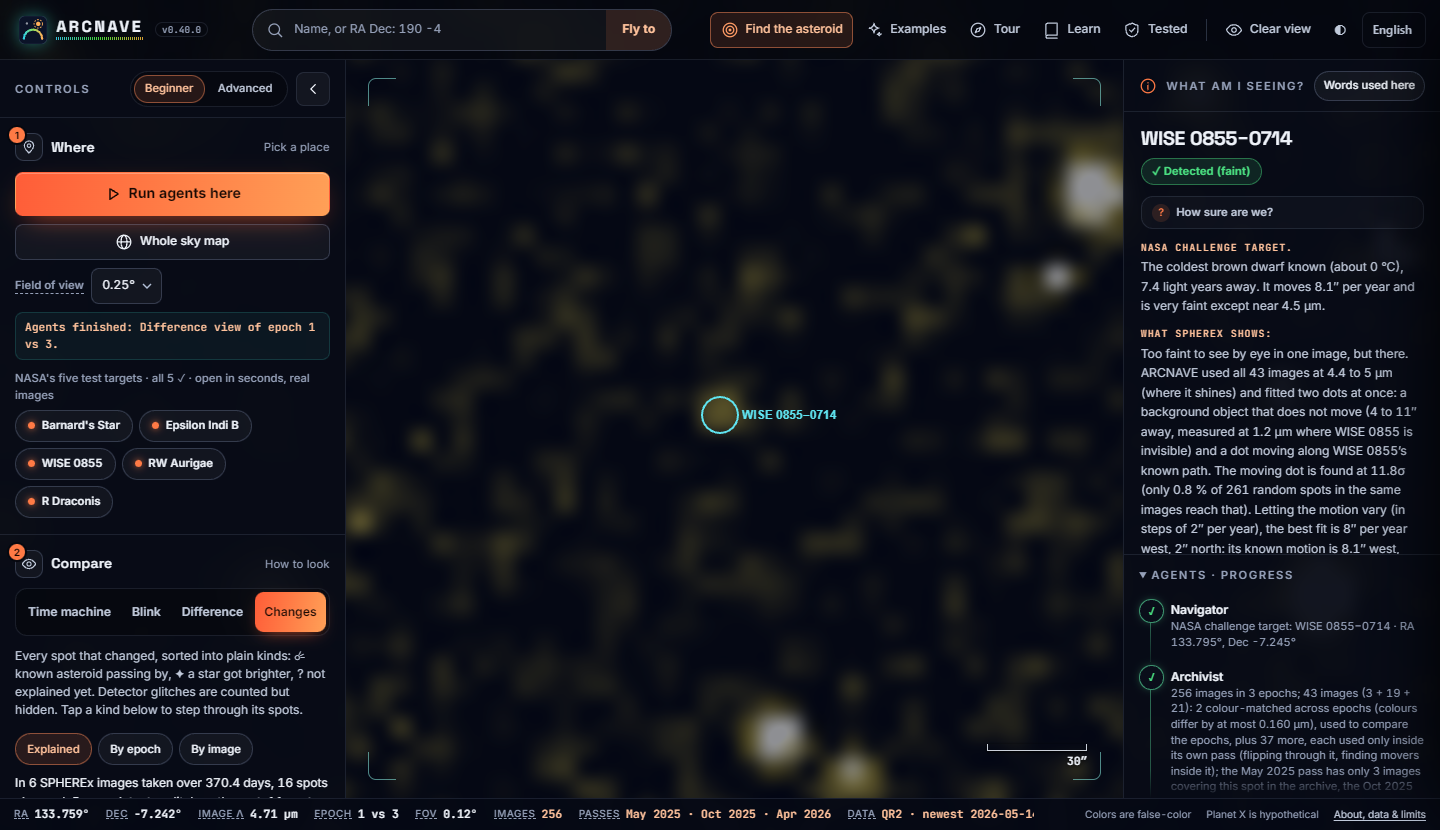 ARCNAVE v0.40.0
Name, or RA Dec: 190 -4
Fly to
Find the asteroid
Examples
Tour
Learn
Tested
Clear view
English
CONTROLS
Beginner
Advanced
1
Where
Pick a place
Run agents here
Whole sky map
Field of view
0.25°
Agents finished: Difference view of epoch 1
vs 3.
NASA's five test targets · all 5 ✓ · open in seconds, real
images
Barnard's Star
Epsilon Indi B
WISE 0855
RW Aurigae
R Draconis
2
Compare
How to look
Time machine
Blink
Difference
Changes
Every spot that changed, sorted into plain kinds: ☄
known asteroid passing by, ✦ a star got brighter, ? not
explained yet. Detector glitches are counted but
hidden. Tap a kind below to step through its spots.
Explained
By epoch
By image
In 6 SPHEREx images taken over 370.4 days, 16 spots
WISE 0855−0714
30″
WHAT AM I SEEING?
Words used here
WISE 0855−0714
✓ Detected (faint)
? How sure are we?
NASA CHALLENGE TARGET.
The coldest brown dwarf known (about 0 °C),
7.4 light years away. It moves 8.1″ per year and
is very faint except near 4.5 µm.
WHAT SPHEREX SHOWS:
Too faint to see by eye in one image, but there.
ARCNAVE used all 43 images at 4.4 to 5 µm
(where it shines) and fitted two dots at once: a
background object that does not move (4 to 11″
away, measured at 1.2 µm where WISE 0855 is
invisible) and a dot moving along WISE 0855's
known path. The moving dot is found at 11.8σ
(only 0.8 % of 261 random spots in the same
images reach that). Letting the motion vary (in
steps of 2″ per year), the best fit is 8″ per year
west, 2″ north: its known motion is 8.1″ west,
▼ AGENTS · PROGRESS
✓
Navigator
NASA challenge target: WISE 0855−0714 · RA
133.795°, Dec -7.245°
✓
Archivist
256 images in 3 epochs; 43 images (3 + 19 +
21): 2 colour-matched across epochs (colours
differ by at most 0.160 µm), used to compare
the epochs, plus 37 more, each used only inside
its own pass (flipping through it, finding movers
inside it); the May 2025 pass has only 3 images
covering this spot in the archive, the Oct 2025
RA 133.759° DEC -7.242° IMAGE Λ 4.71 µm EPOCH 1 vs 3 FOV 0.12° IMAGES 256 PASSES May 2025 · Oct 2025 · Apr 2026 DATA QR2 · newest 2026-05-1
Colors are false-color
Planet X is hypothetical
About, data & limits